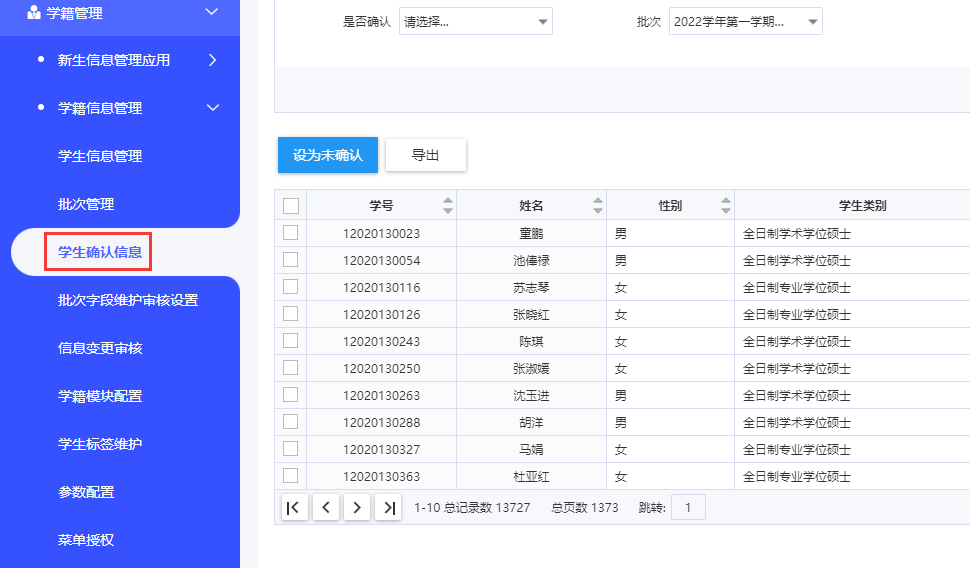 学籍管理
新生信息管理应用
学籍信息管理
学生信息管理
批次管理
学生确认信息
批次字段维护审核设置
信息变更审核
学籍模块配置
学生标签维护
参数配置
菜单授权
是否确认 请选择... 批次 2022学年第一学期...
设为未确认 导出
学号 姓名 性别 学生类别
12020130023 童鹏 男 全日制学术学位硕士
12020130054 池俸禄 男 全日制学术学位硕士
12020130116 苏志琴 女 全日制专业学位硕士
12020130126 张晓红 女 全日制专业学位硕士
12020130243 陈琪 女 全日制学术学位硕士
12020130250 张淑媛 女 全日制学术学位硕士
12020130263 沈玉进 男 全日制学术学位硕士
12020130288 胡洋 男 全日制学术学位硕士
12020130327 马娟 女 全日制专业学位硕士
12020130363 杜亚红 女 全日制专业学位硕士
1-10 总记录数 13727 总页数 1373 跳转: 1